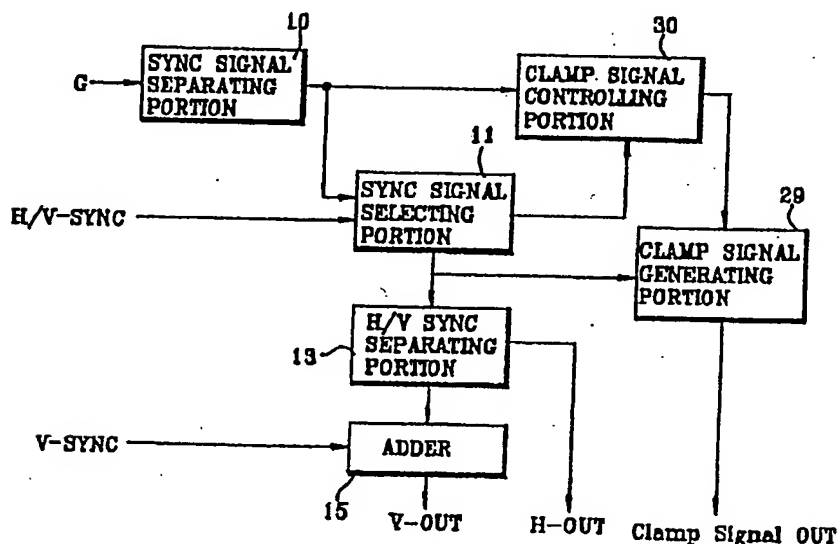 10
SYNC SIGNAL
SEPARATING
PORTION
G
30
CLAMP SIGNAL
CONTROLLING
PORTION
11
SYNC SIGNAL
SELECTING
PORTION
H/V-SYNC
29
CLAMP SIGNAL
GENERATING
PORTION
H/V SYNC
SEPARATING
PORTION
13
V-SYNC
ADDER
15
V-OUT
H-OUT
Clamp Signal OUT